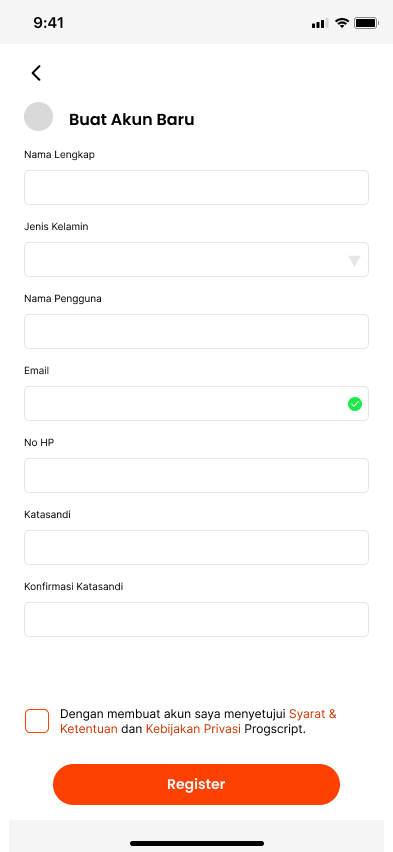 9:41
Buat Akun Baru
Nama Lengkap
Jenis Kelamin
Nama Pengguna
Email
No HP
Katasandi
Konfirmasi Katasandi
Dengan membuat akun saya menyetujui Syarat &
Ketentuan dan Kebijakan Privasi Progscript.
Register